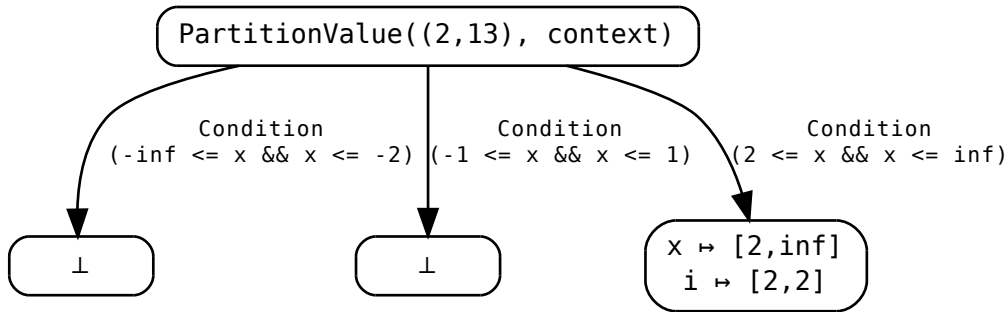 PartitionValue((2,13), context)
Condition
(-inf <= x && x <= -2)
Condition
(-1 <= x && x <= 1)
Condition
(2 <= x && x <= inf)
⊥
⊥
x ↦ [2,inf]
i ↦ [2,2]